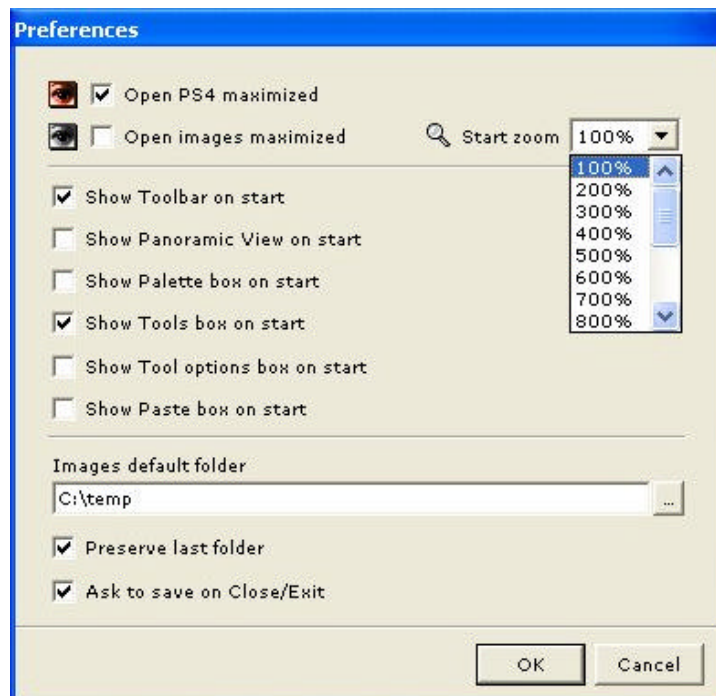 Preferences
Open PS4 maximized
Open images maximized
Start zoom 100%
100%
200%
300%
400%
500%
600%
700%
800%
Show Toolbar on start
Show Panoramic View on start
Show Palette box on start
Show Tools box on start
Show Tool options box on start
Show Paste box on start
Images default folder
C:\temp
...
Preserve last folder
Ask to save on Close/Exit
OK Cancel